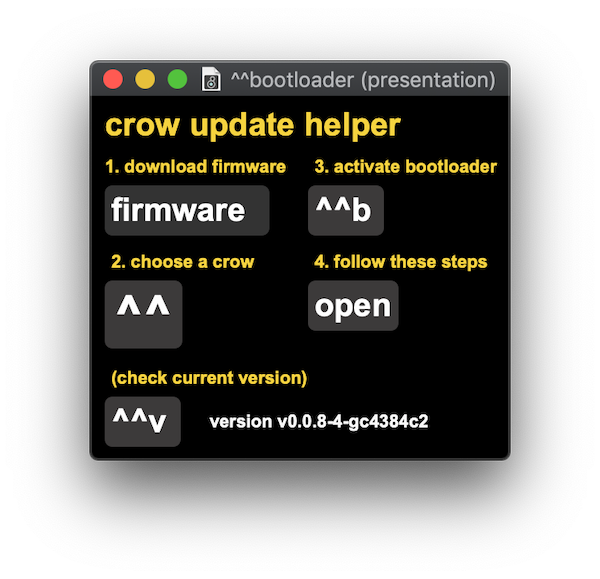 ^^bootloader (presentation)
crow update helper
1. download firmware
firmware
2. choose a crow
^^
3. activate bootloader
^^b
4. follow these steps
open
(check current version)
^^v
version v0.0.8-4-gc4384c2